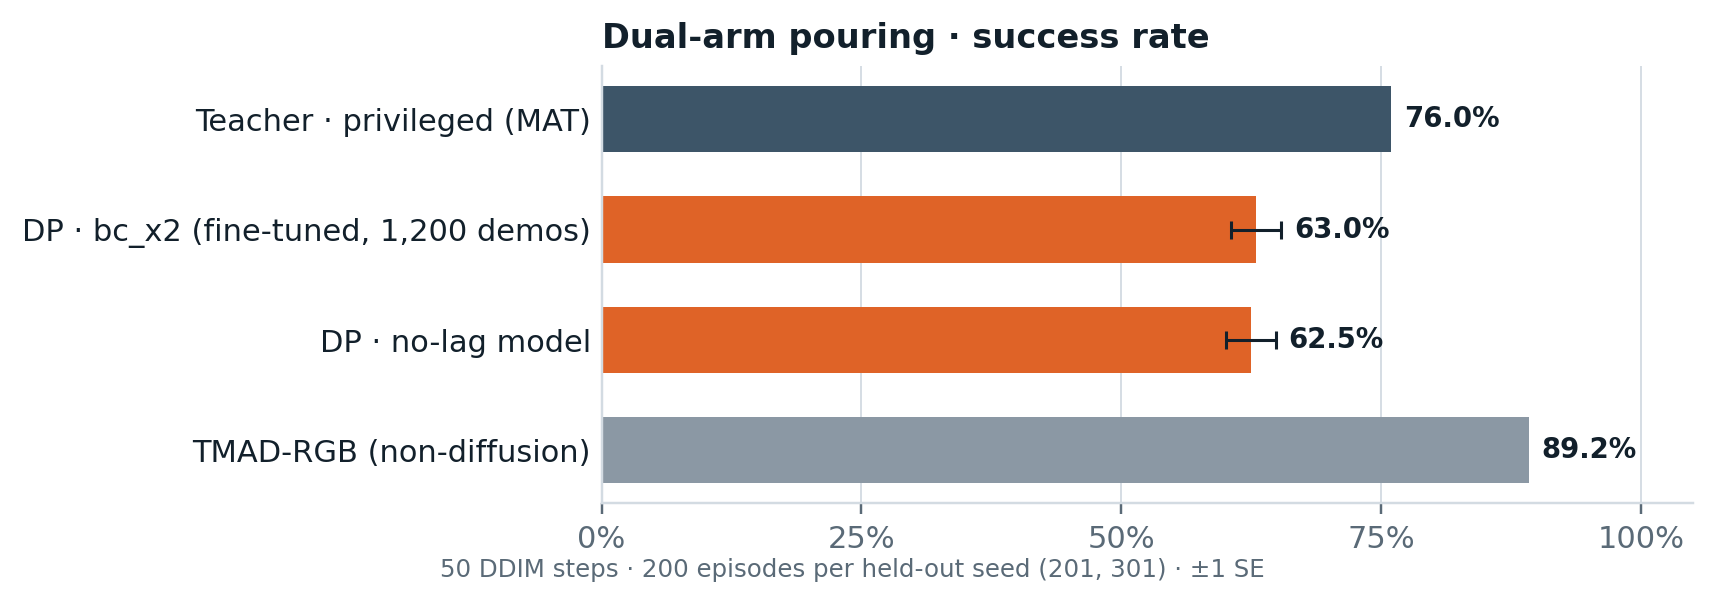 Dual-arm pouring · success rate
Teacher · privileged (MAT)
76.0%
DP · bc_x2 (fine-tuned, 1,200 demos)
63.0%
DP · no-lag model
62.5%
TMAD-RGB (non-diffusion)
89.2%
0% 25% 50% 75% 100%
50 DDIM steps · 200 episodes per held-out seed (201, 301) · ±1 SE